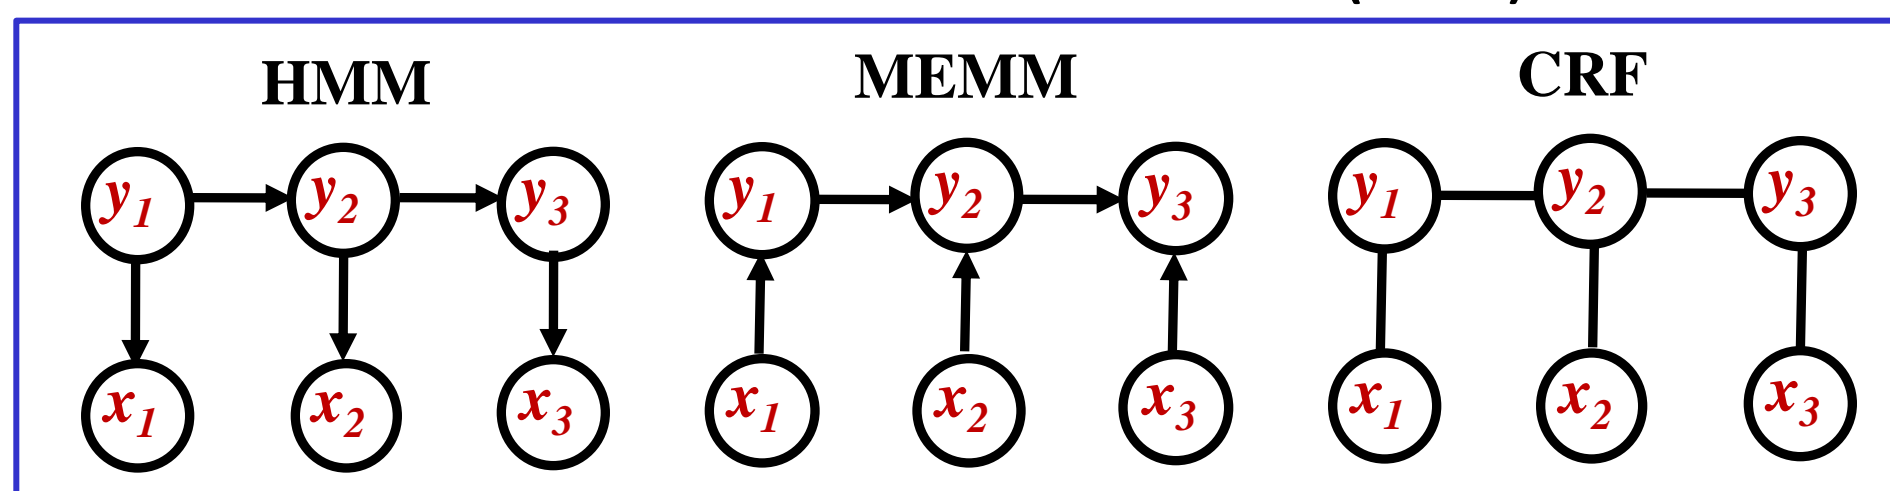 HMM MEMM CRF
y1 y2 y3 y1 y2 y3 y1 y2 y3
x1 x2 x3 x1 x2 x3 x1 x2 x3